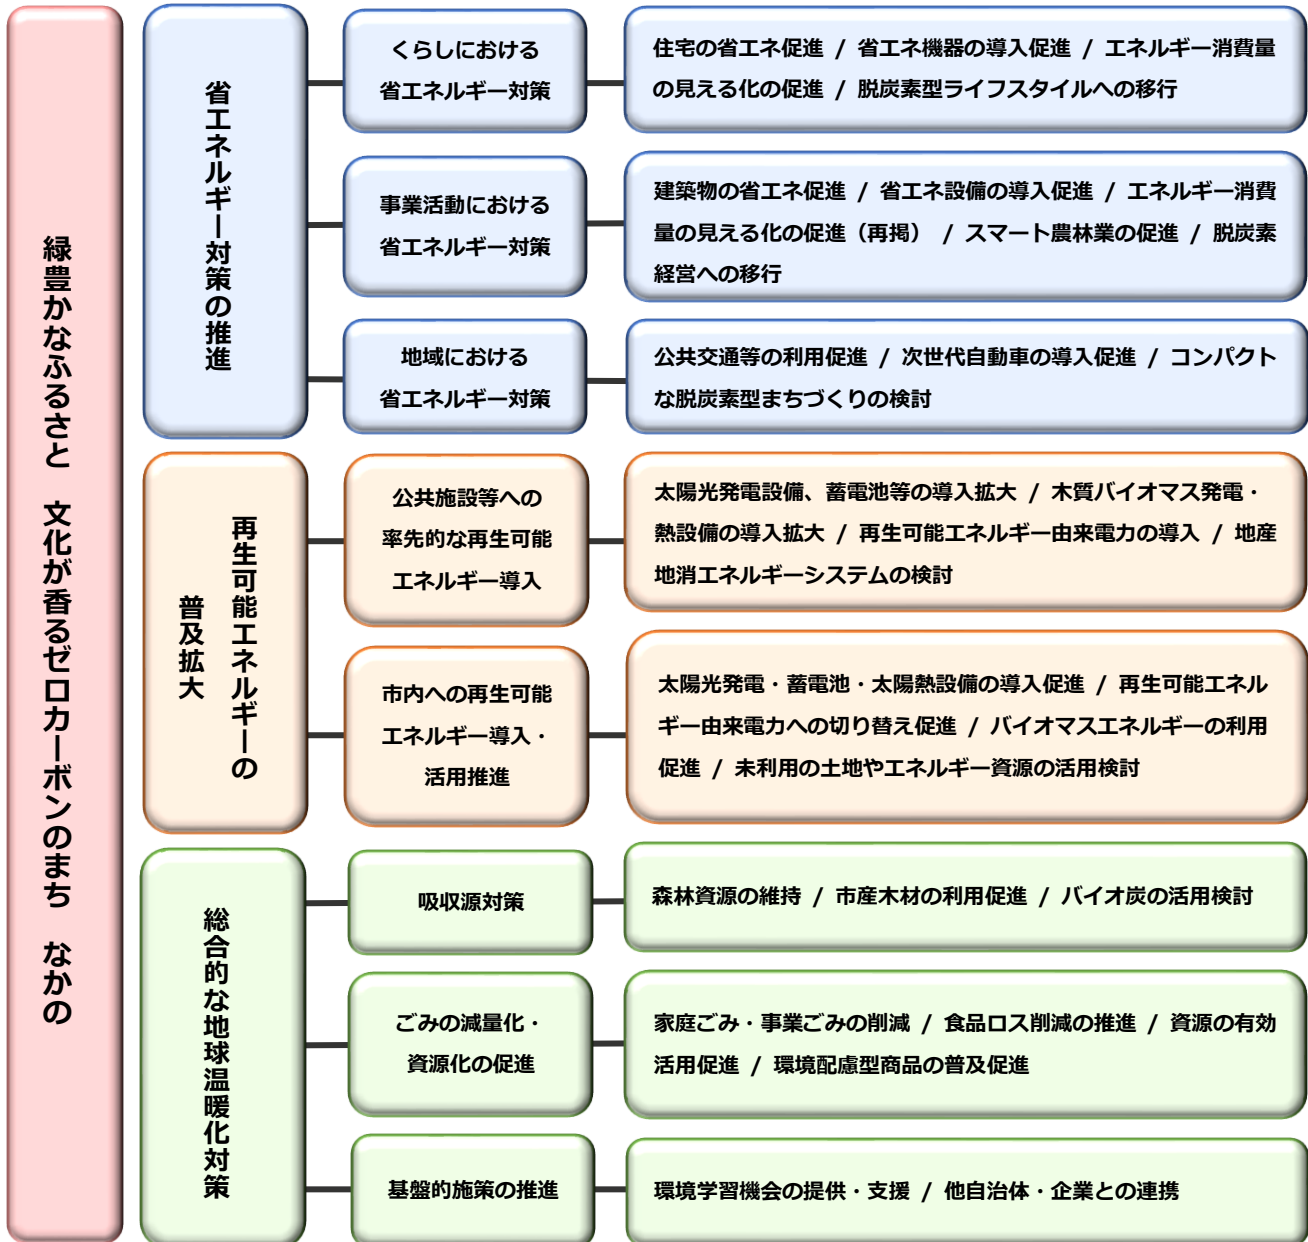 緑豊かなふるさと　文化が香るゼロカーボンのまち　なかの
省エネルギー対策の推進
くらしにおける
省エネルギー対策
住宅の省エネ促進 / 省エネ機器の導入促進 / エネルギー消費量
の見える化の促進 / 脱炭素型ライフスタイルへの移行
事業活動における
省エネルギー対策
建築物の省エネ促進 / 省エネ設備の導入促進 / エネルギー消費
量の見える化の促進（再掲） / スマート農林業の促進 / 脱炭素
経営への移行
地域における
省エネルギー対策
公共交通等の利用促進 / 次世代自動車の導入促進 / コンパクト
な脱炭素型まちづくりの検討
再生可能エネルギーの
普及拡大
公共施設等への
率先的な再生可能
エネルギー導入
太陽光発電設備、蓄電池等の導入拡大 / 木質バイオマス発電・
熱設備の導入拡大 / 再生可能エネルギー由来電力の導入 / 地産
地消エネルギーシステムの検討
市内への再生可能
エネルギー導入・
活用推進
太陽光発電・蓄電池・太陽熱設備の導入促進 / 再生可能エネル
ギー由来電力への切り替え促進 / バイオマスエネルギーの利用
促進 / 未利用の土地やエネルギー資源の活用検討
総合的な地球温暖化対策
吸収源対策
森林資源の維持 / 市産木材の利用促進 / バイオ炭の活用検討
ごみの減量化・
資源化の促進
家庭ごみ・事業ごみの削減 / 食品ロス削減の推進 / 資源の有効
活用促進 / 環境配慮型商品の普及促進
基盤的施策の推進
環境学習機会の提供・支援 / 他自治体・企業との連携